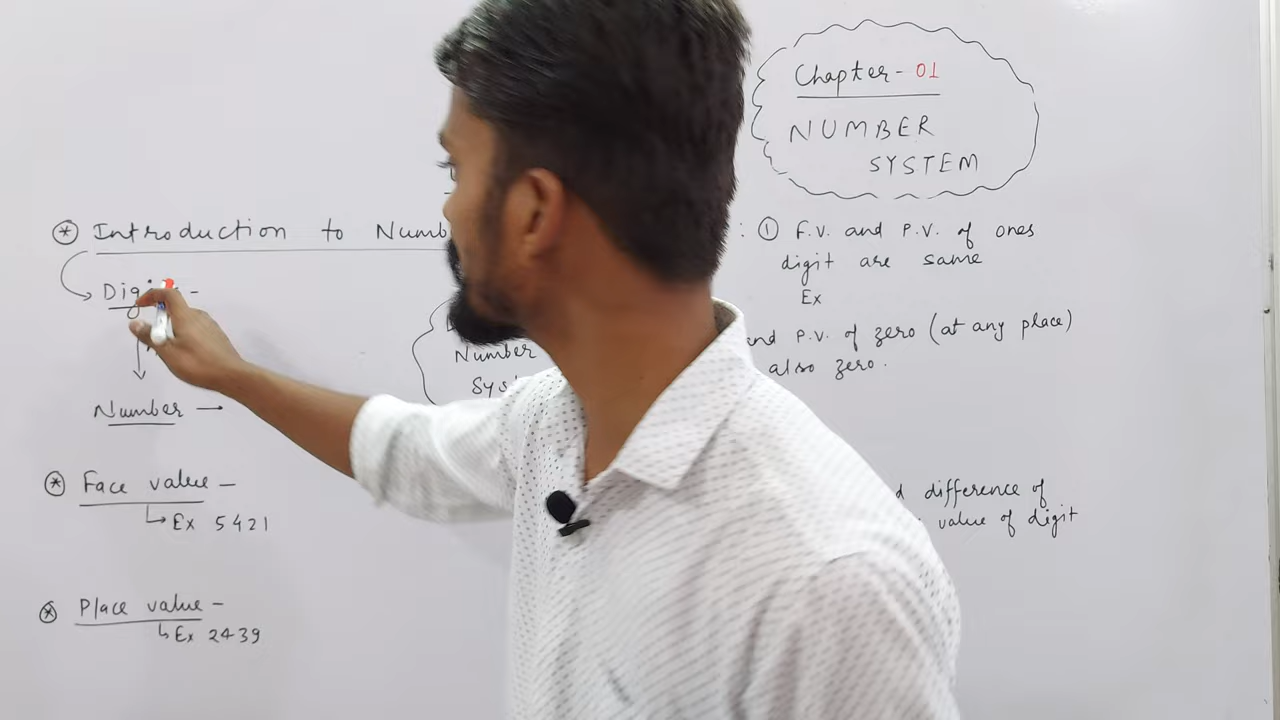 Chapter-01
NUMBER
SYSTEM
* Introduction to Numb
Digi -
Number →
* Face value -
Ex 5421
* Place value -
Ex 2439
Number
Sys
: ① F.V. and P.V. of ones
digit are same
Ex
and P.V. of zero (at any place)
also zero.
difference of
value of digit